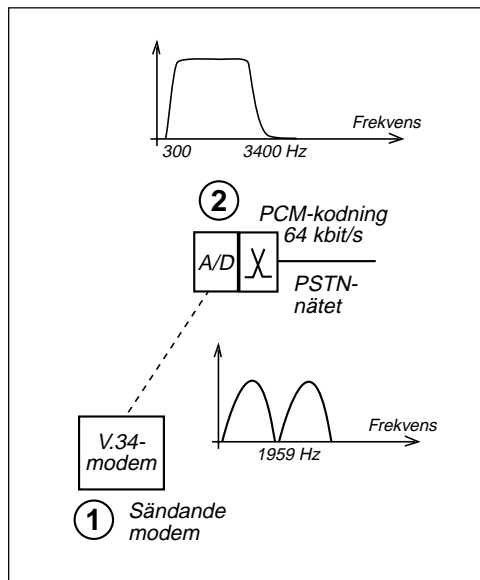 Frekvens
300
3400 Hz
2
PCM-kodning
64 kbit/s
A/D
PSTN-
nätet
Frekvens
1959 Hz
V.34-
modem
1
Sändande
modem